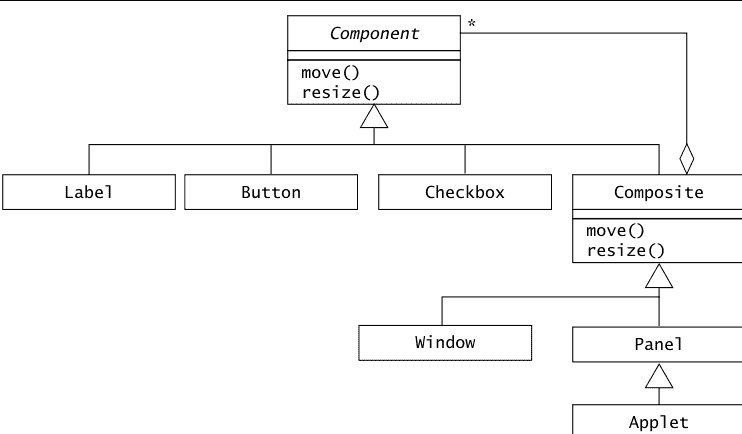 Component
*
move()
resize()
Label
Button
Checkbox
Composite
move()
resize()
Window
Panel
Applet